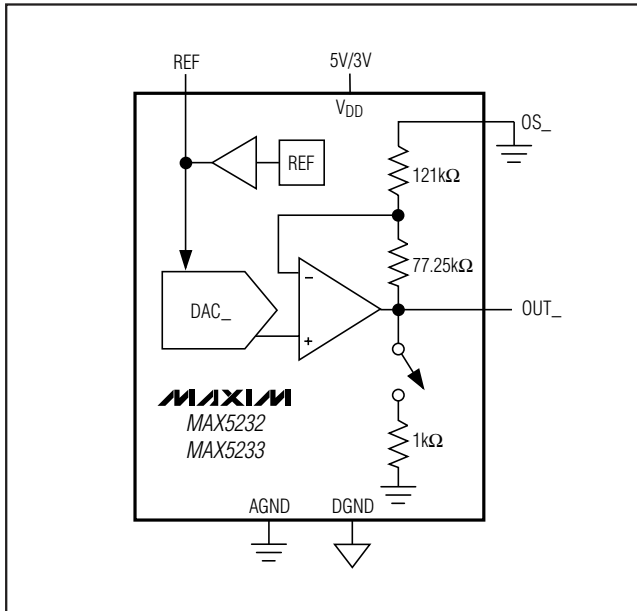 REF
5V/3V
VDD
OS_
REF
121kΩ
77.25kΩ
−
DAC_
+
OUT_
MAXIM
MAX5232
MAX5233
1kΩ
AGND
DGND